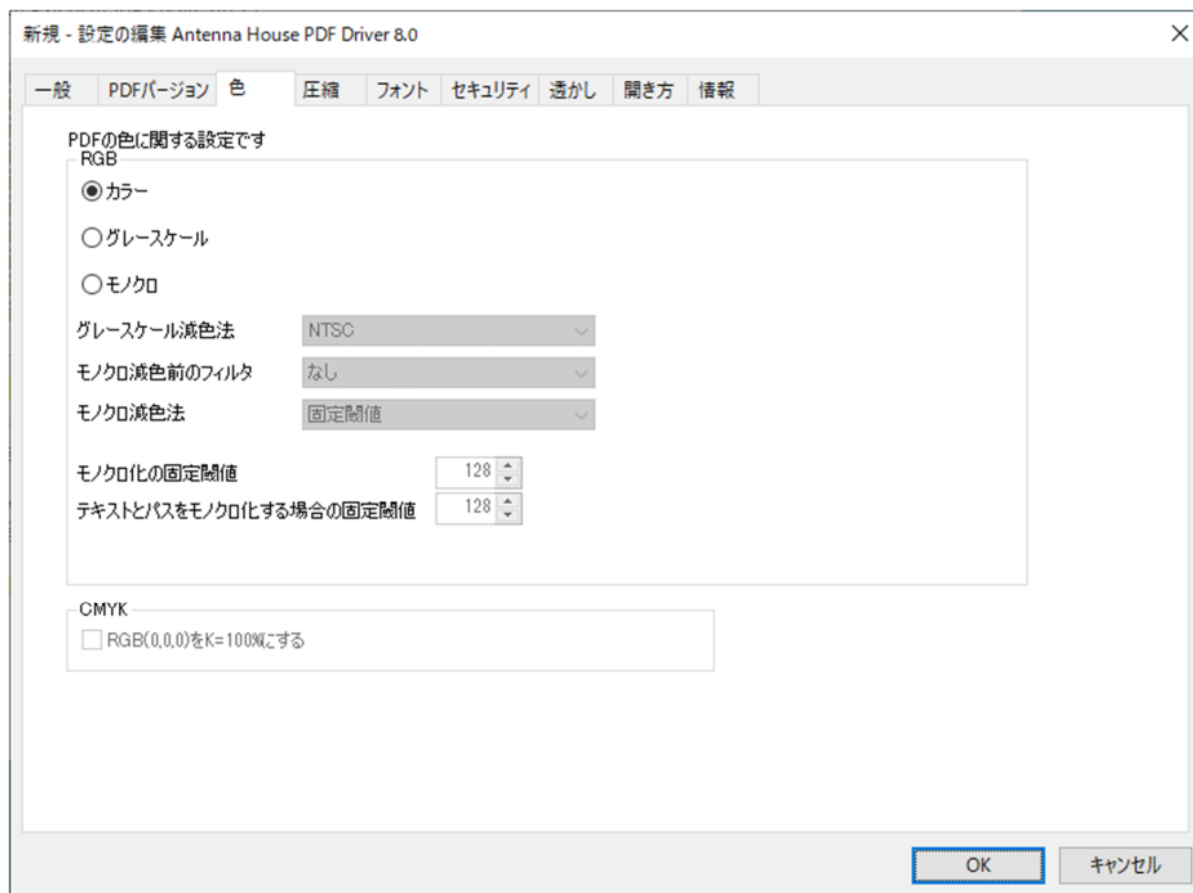 新規 - 設定の編集 Antenna House PDF Driver 8.0
一般 PDFバージョン 色 圧縮 フォント セキュリティ 透かし 開き方 情報
PDFの色に関する設定です
RGB
カラー
グレースケール
モノクロ
グレースケール減色法 NTSC
モノクロ減色前のフィルタ なし
モノクロ減色法 固定閾値
モノクロ化の固定閾値 128
テキストとパスをモノクロ化する場合の固定閾値 128
CMYK
RGB(0,0,0)をK=100%にする
OK キャンセル